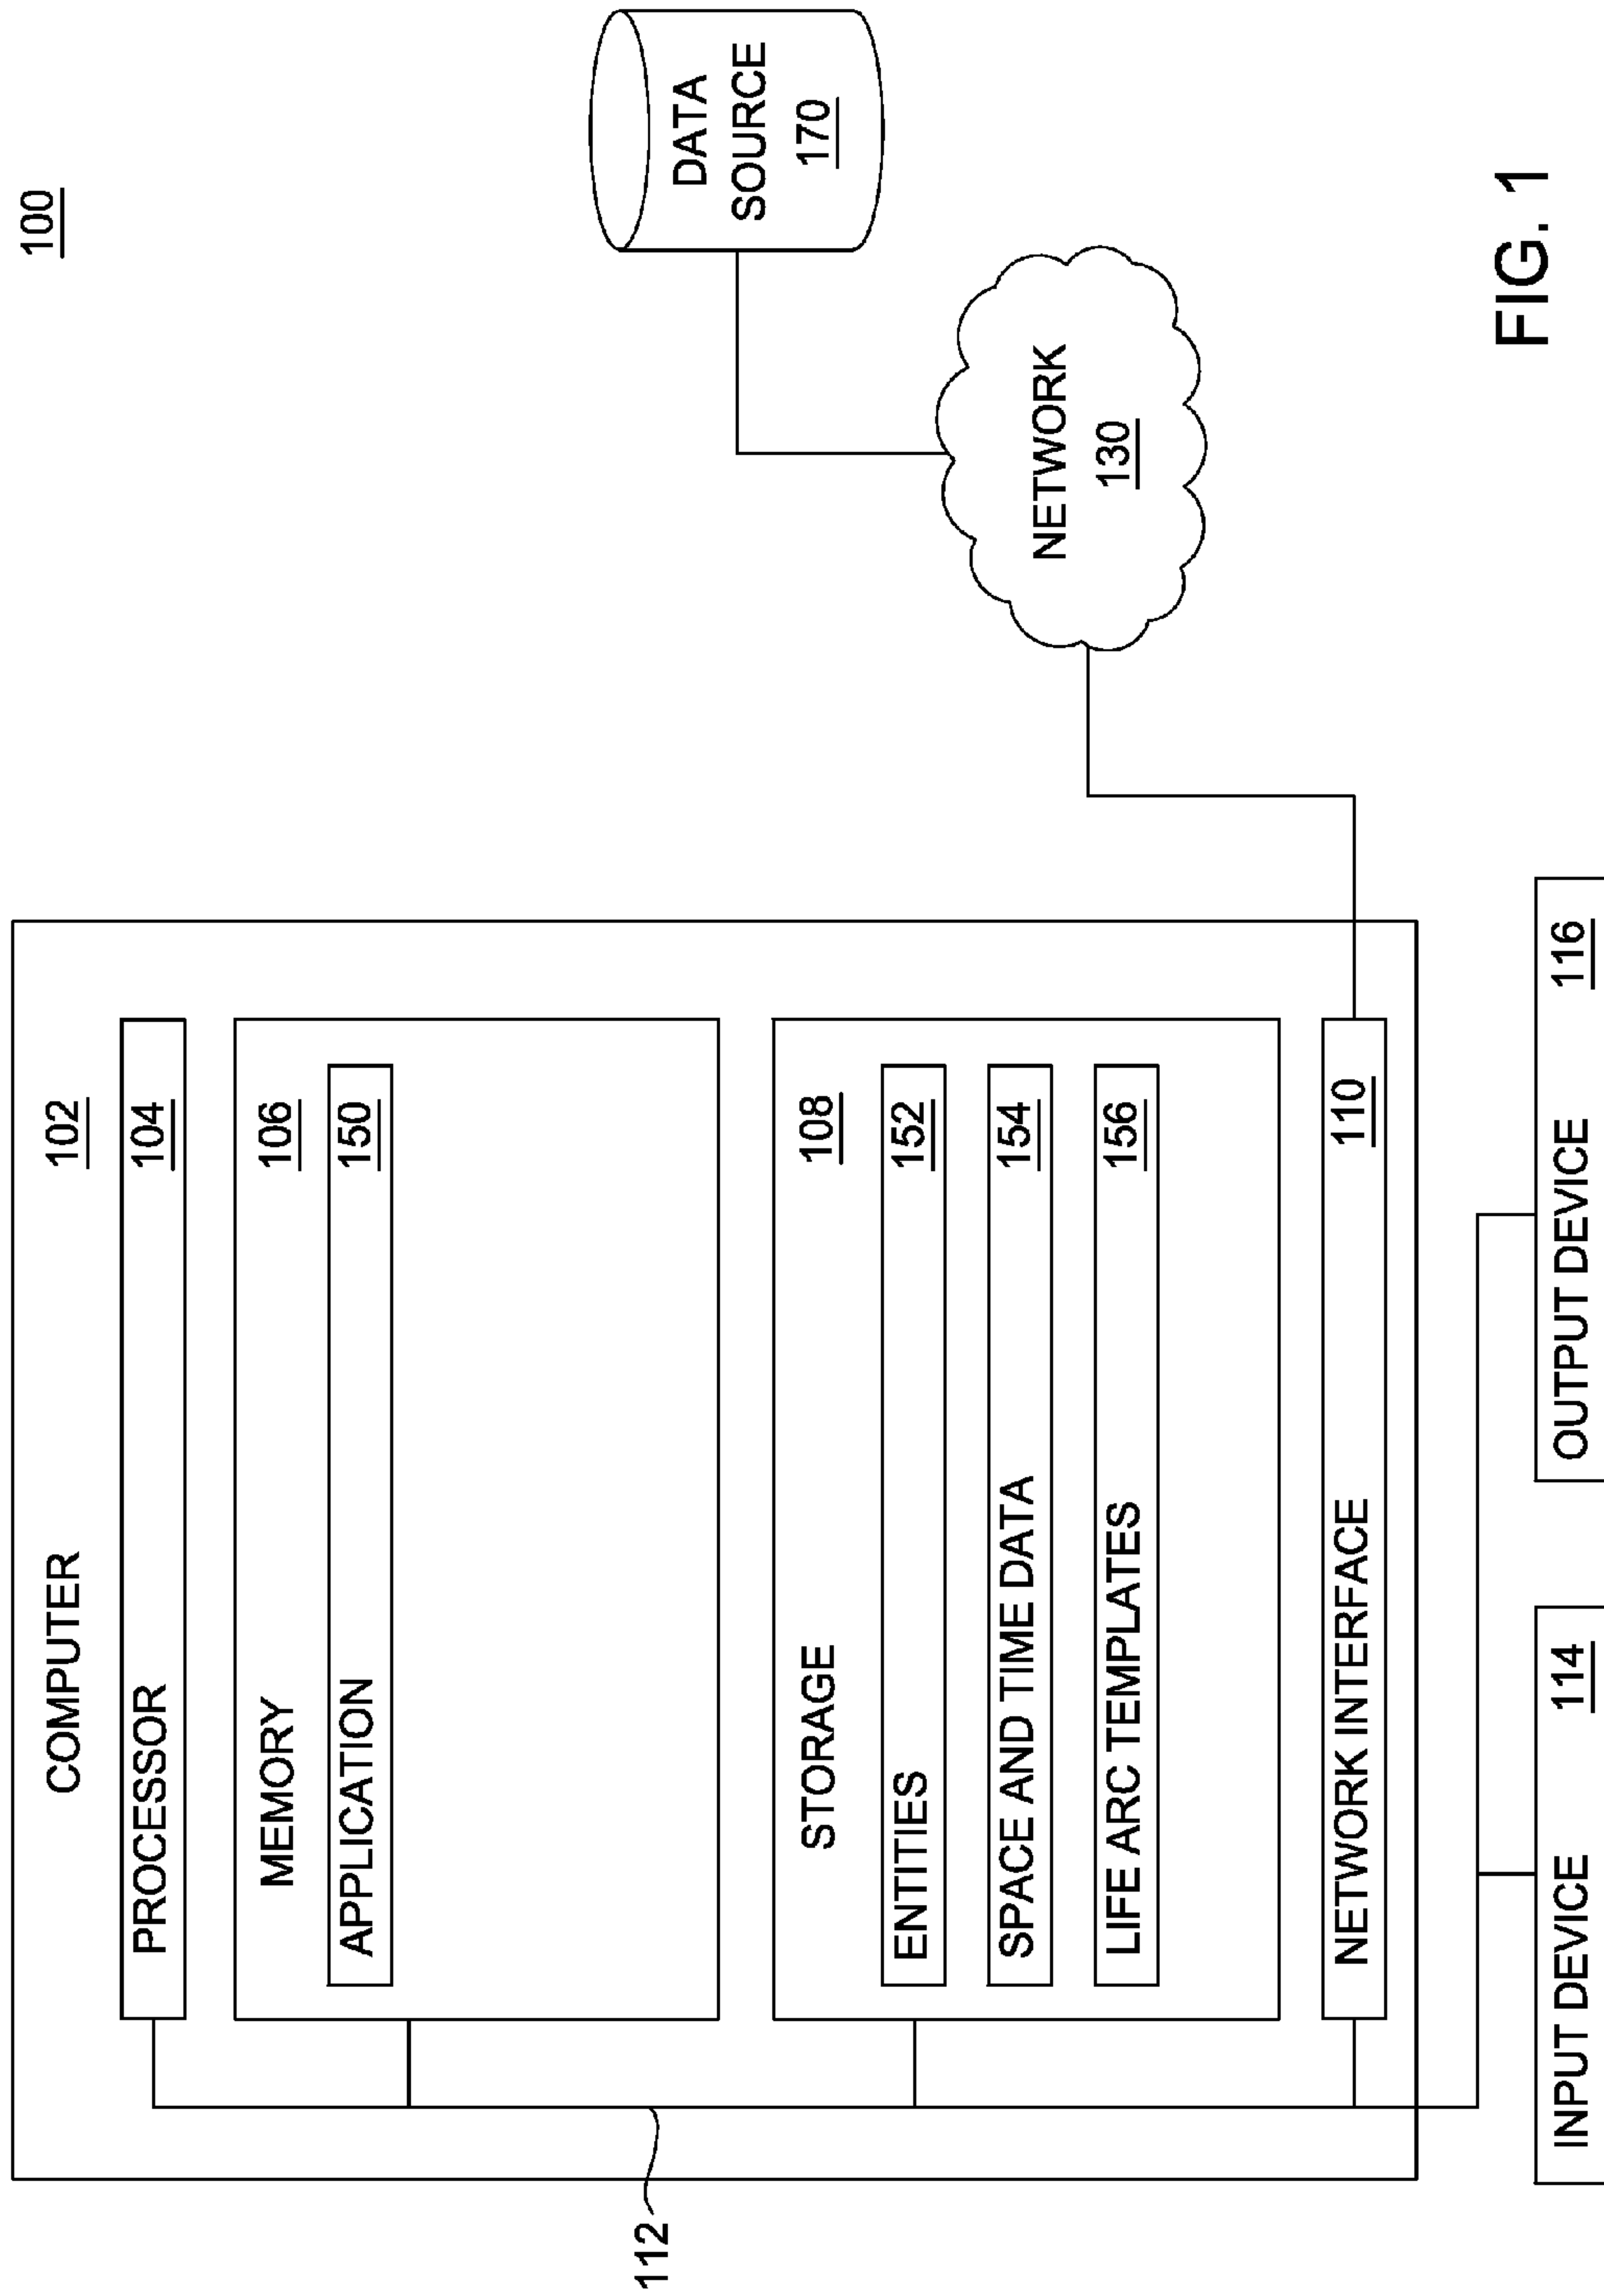 100
COMPUTER 102
PROCESSOR 104
MEMORY 106
APPLICATION 150
STORAGE 108
ENTITIES 152
SPACE AND TIME DATA 154
LIFE ARC TEMPLATES 156
NETWORK INTERFACE 110
112
INPUT DEVICE 114
OUTPUT DEVICE 116
NETWORK
130
DATA
SOURCE
170
FIG. 1